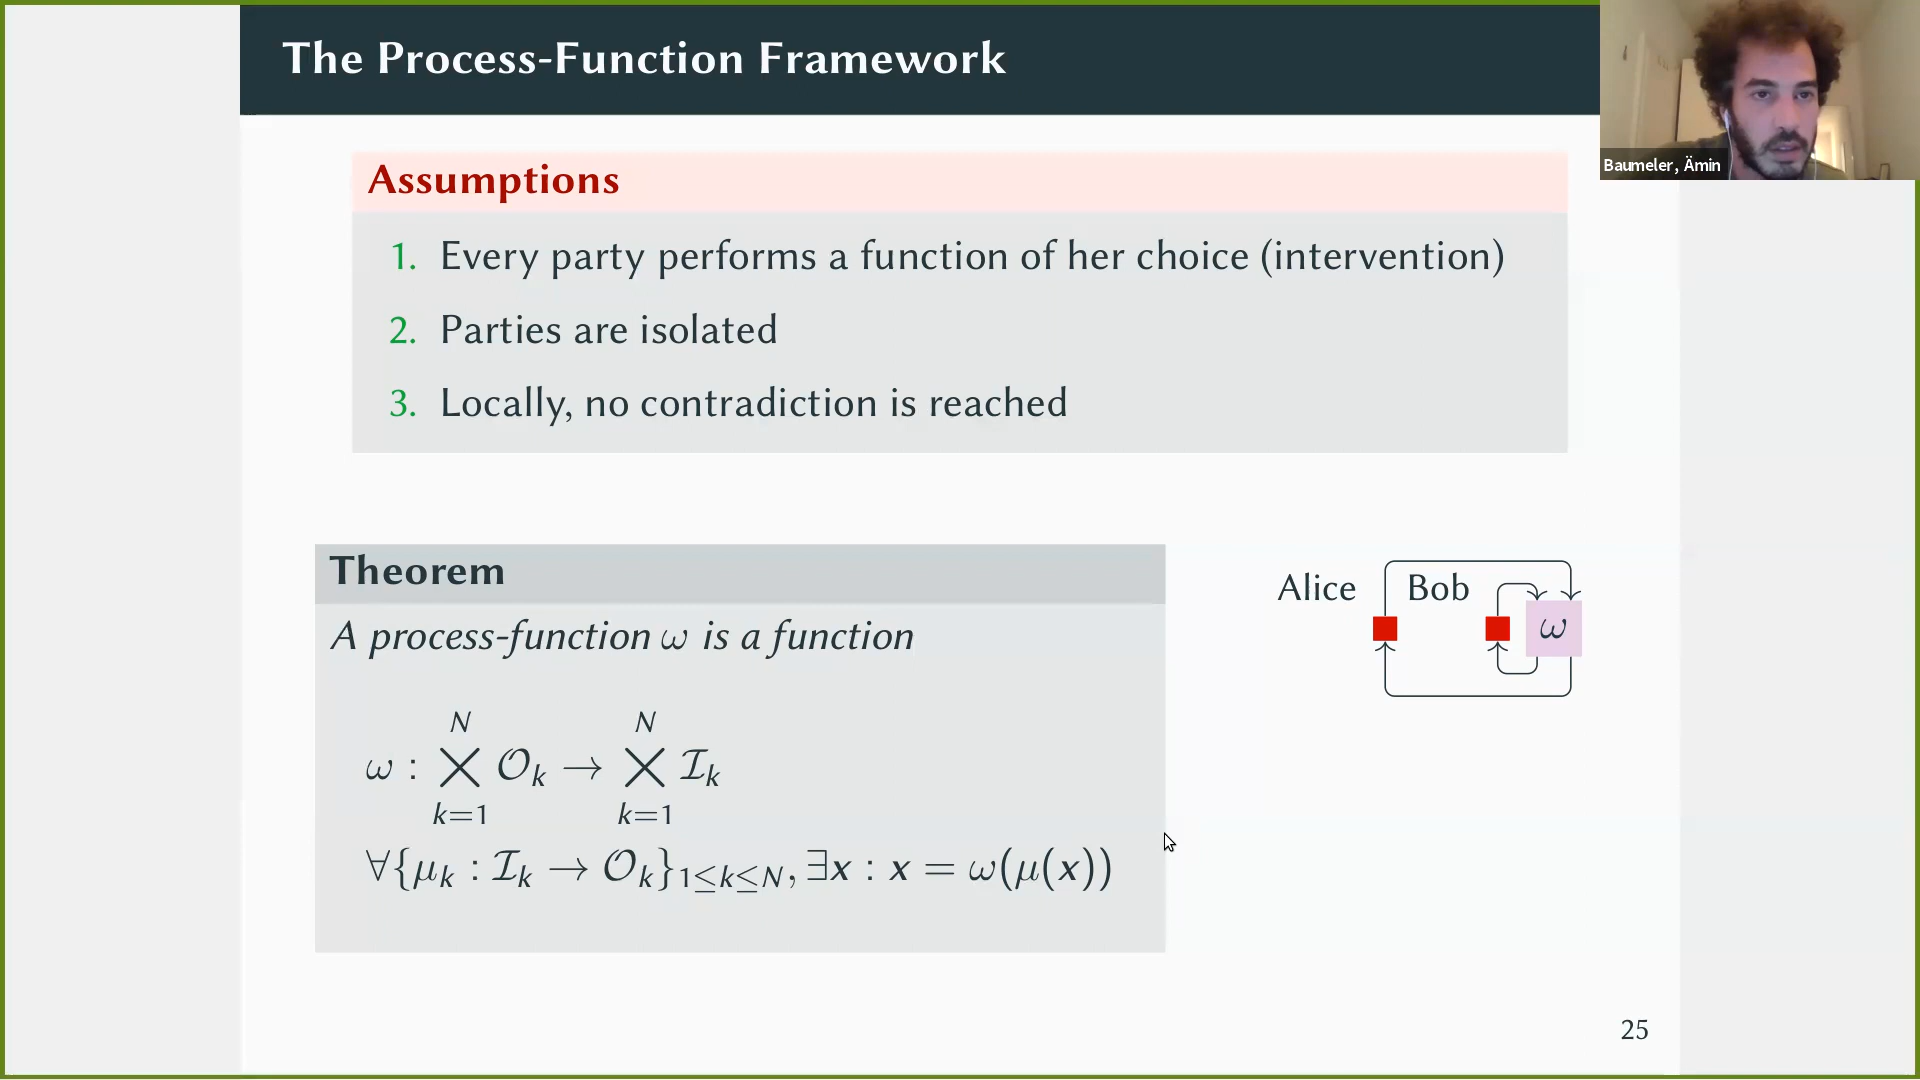 The Process-Function Framework
Baumeler, Ämin
Assumptions
1. Every party performs a function of her choice (intervention)
2. Parties are isolated
3. Locally, no contradiction is reached
Theorem
A process-function ω is a function
ω : ⨉_{k=1}^{N} 𝒪_k → ⨉_{k=1}^{N} ℐ_k
∀{μ_k : ℐ_k → 𝒪_k}_{1≤k≤N}, ∃x : x = ω(μ(x))
Alice Bob
ω
25